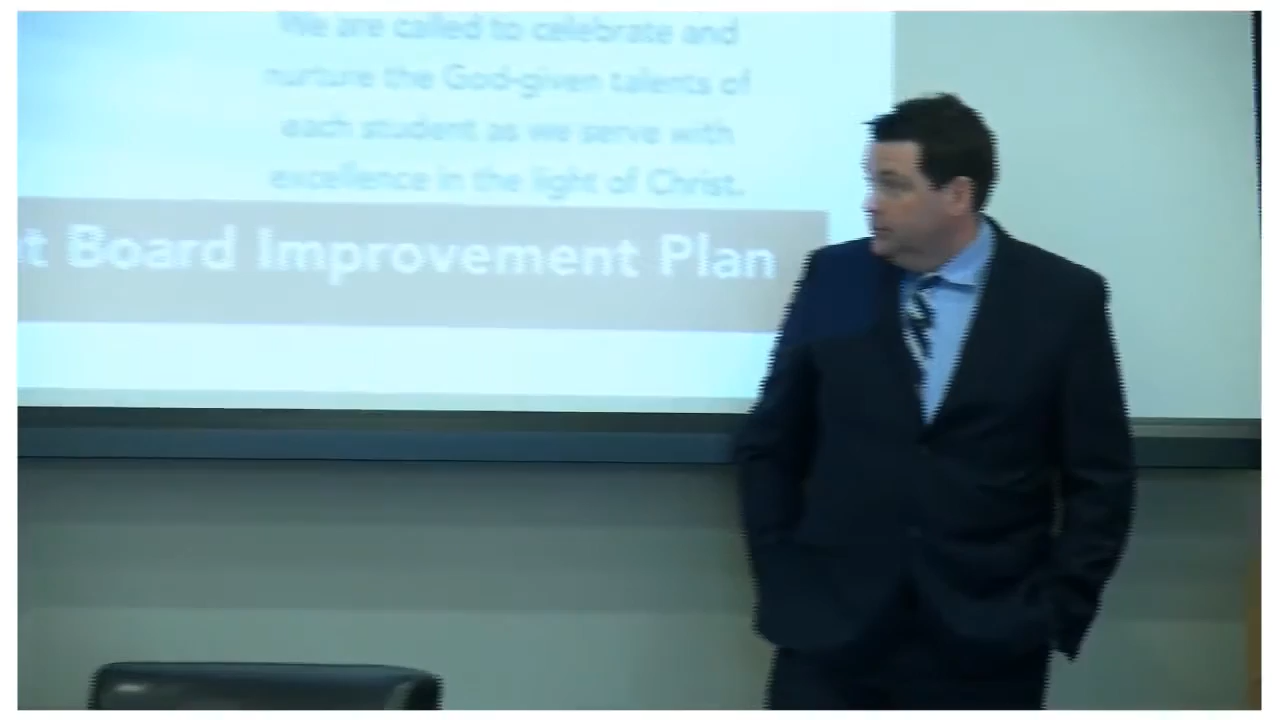 We are called to celebrate and
nurture the God-given talents of
each student as we serve with
excellence in the light of Christ.
t Board Improvement Plan